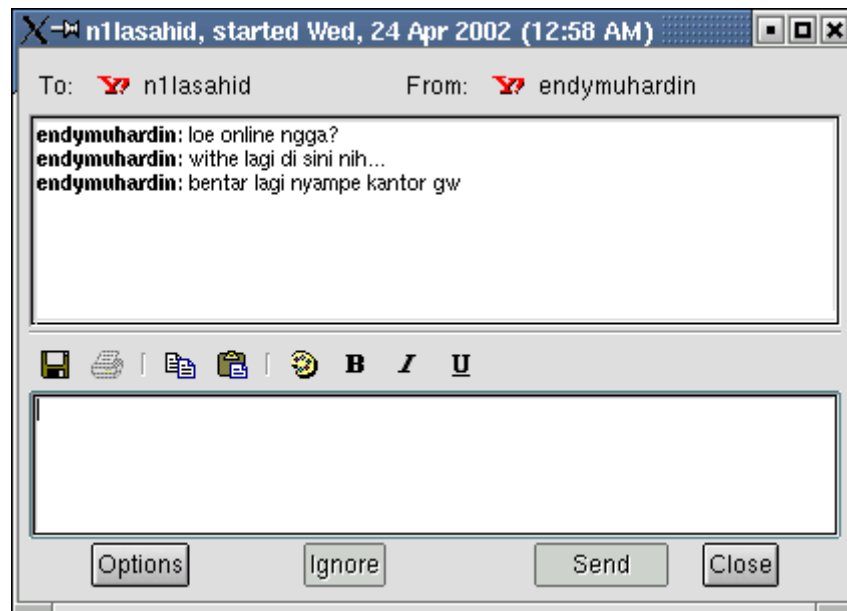 n1lasahid, started Wed, 24 Apr 2002 (12:58 AM)
To: Y? n1lasahid From: Y? endymuhardin
endymuhardin: loe online ngga?
endymuhardin: withe lagi di sini nih...
endymuhardin: bentar lagi nyampe kantor gw
B I U
Options Ignore Send Close